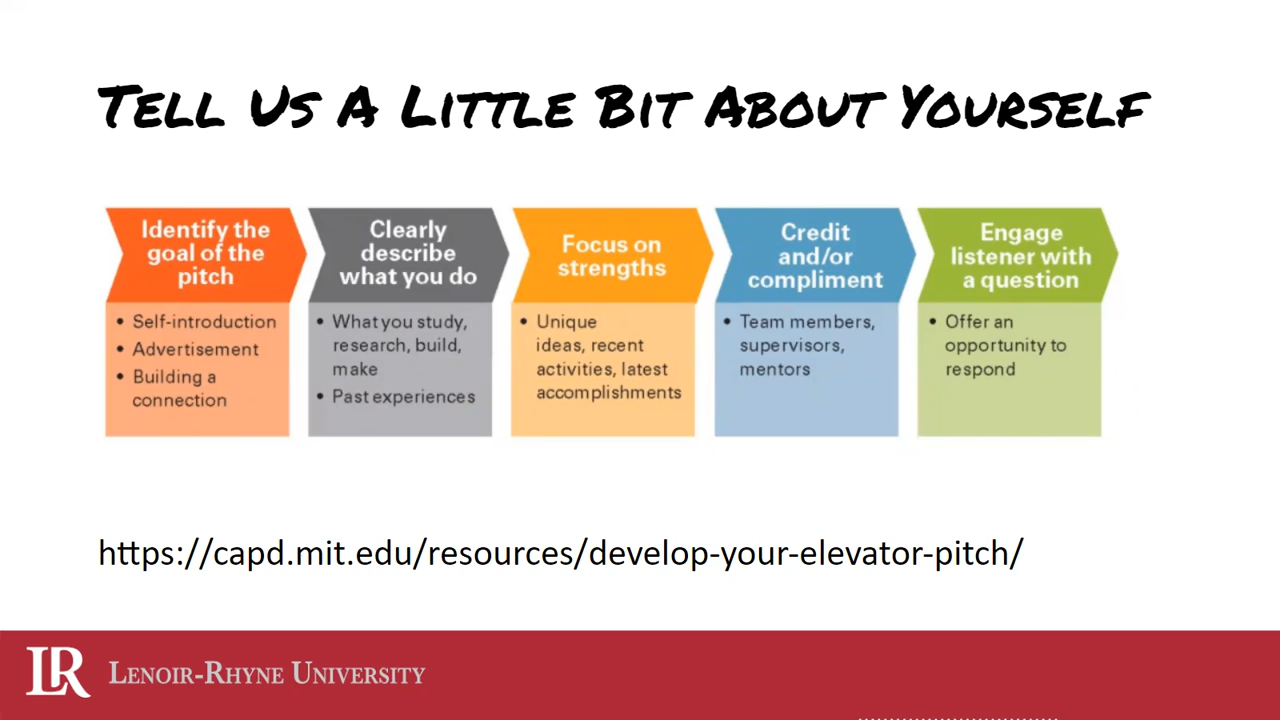 Tell Us A Little Bit About Yourself
Identify the
goal of the
pitch
• Self-introduction
• Advertisement
• Building a
connection
Clearly
describe
what you do
• What you study,
research, build,
make
• Past experiences
Focus on
strengths
• Unique
ideas, recent
activities, latest
accomplishments
Credit
and/or
compliment
• Team members,
supervisors,
mentors
Engage
listener with
a question
• Offer an
opportunity to
respond
https://capd.mit.edu/resources/develop-your-elevator-pitch/
LR
Lenoir-Rhyne University